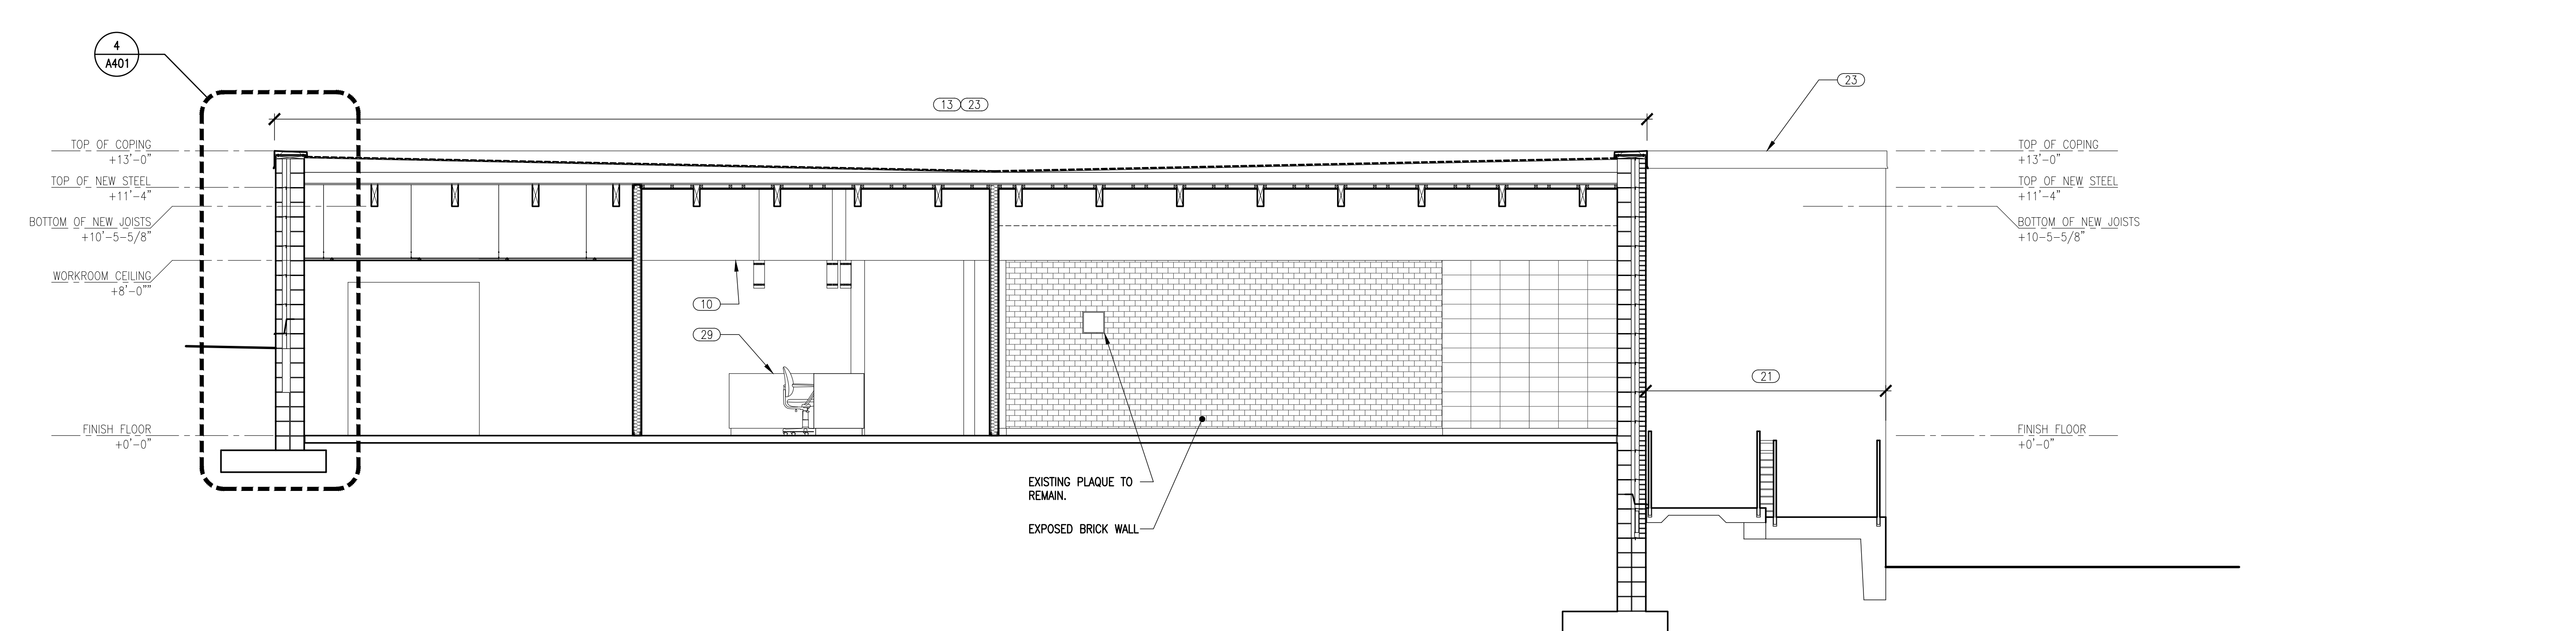 4
A401
23
13 23
TOP OF COPING
+13'-0"
TOP OF NEW STEEL
+11'-4"
BOTTOM OF NEW JOISTS
+10'-5-5/8"
WORKROOM CEILING
+8'-0""
FINISH FLOOR
+0'-0"
10
29
21
EXISTING PLAQUE TO
REMAIN.
EXPOSED BRICK WALL
TOP OF COPING
+13'-0"
TOP OF NEW STEEL
+11'-4"
BOTTOM OF NEW JOISTS
+10-5-5/8"
FINISH FLOOR
+0'-0"